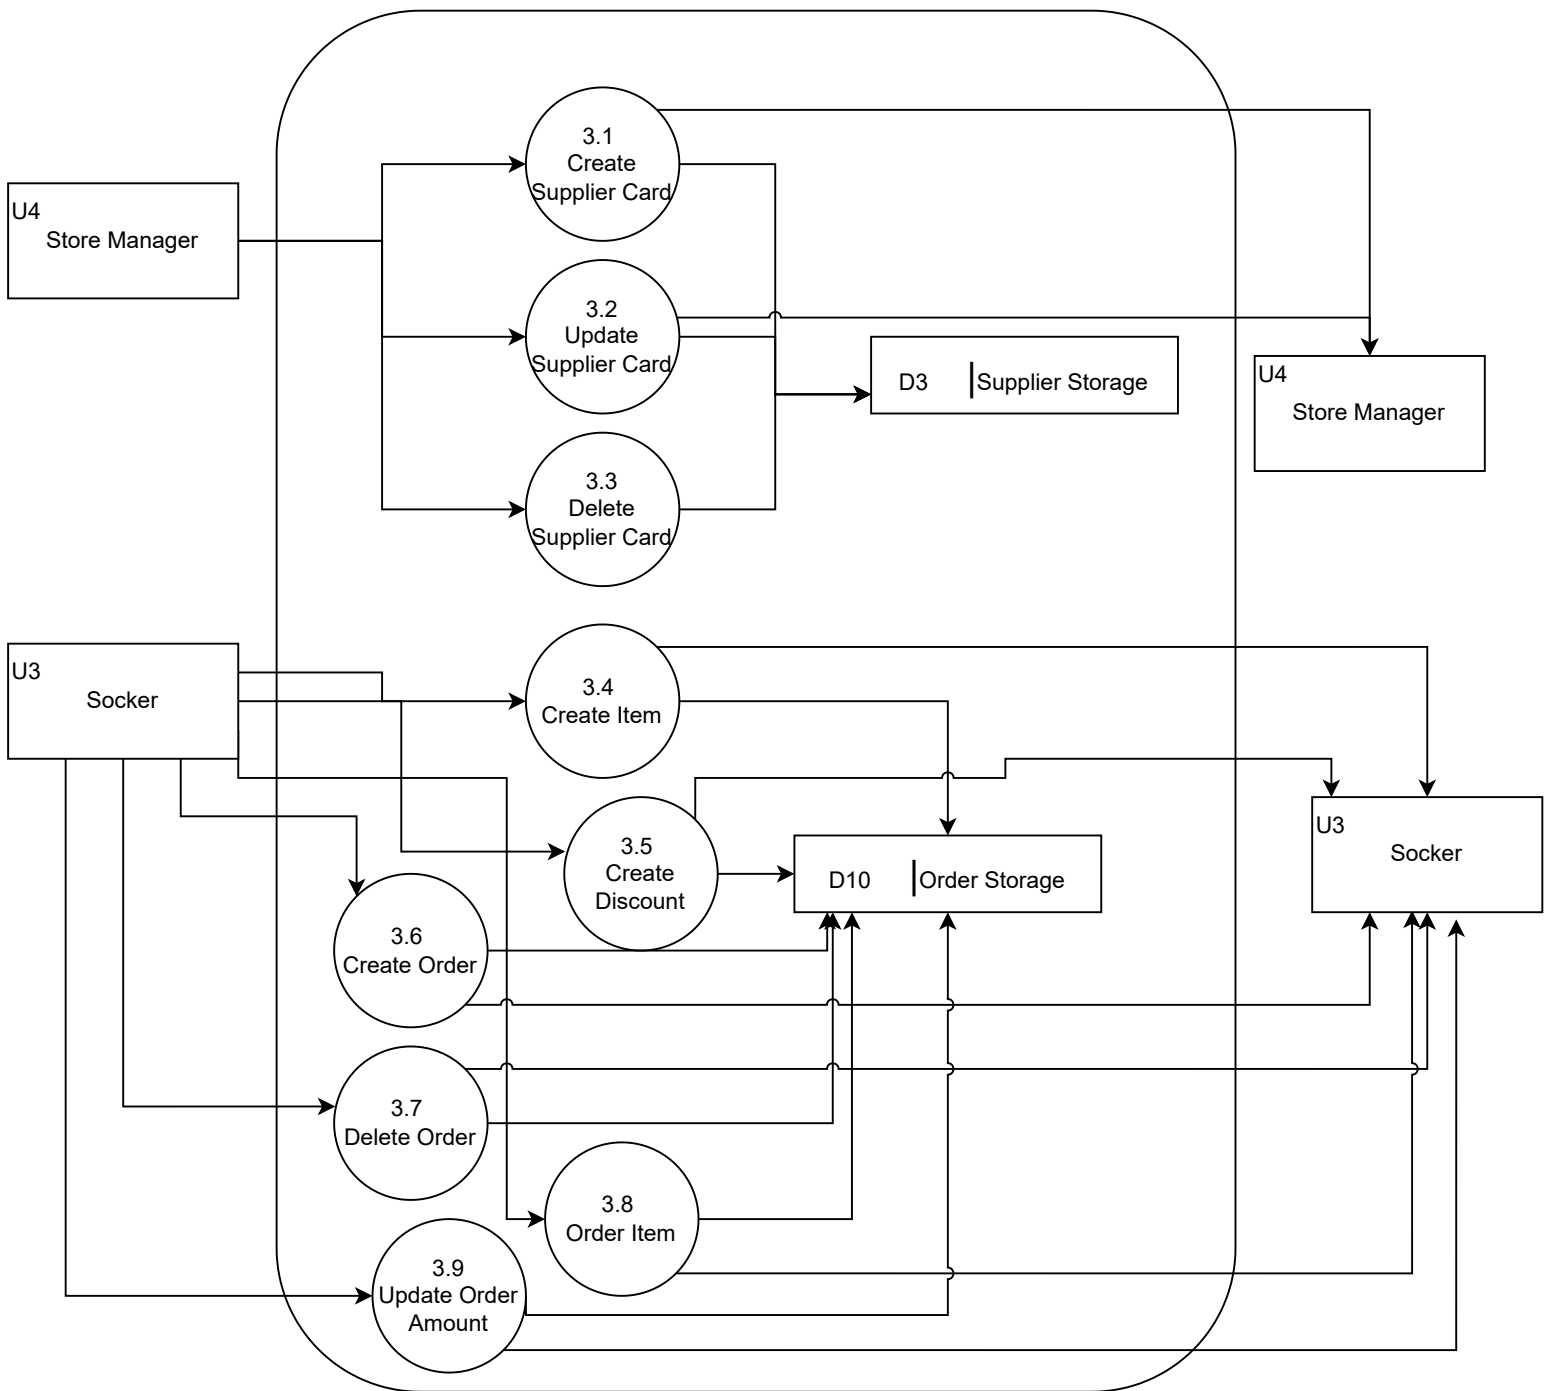 3.1
Create
Supplier Card
U4
Store Manager
3.2
Update
Supplier Card
D3
Supplier Storage
U4
Store Manager
3.3
Delete
Supplier Card
U3
Socker
3.4
Create Item
3.5
Create
Discount
D10
Order Storage
U3
Socker
3.6
Create Order
3.7
Delete Order
3.8
Order Item
3.9
Update Order
Amount